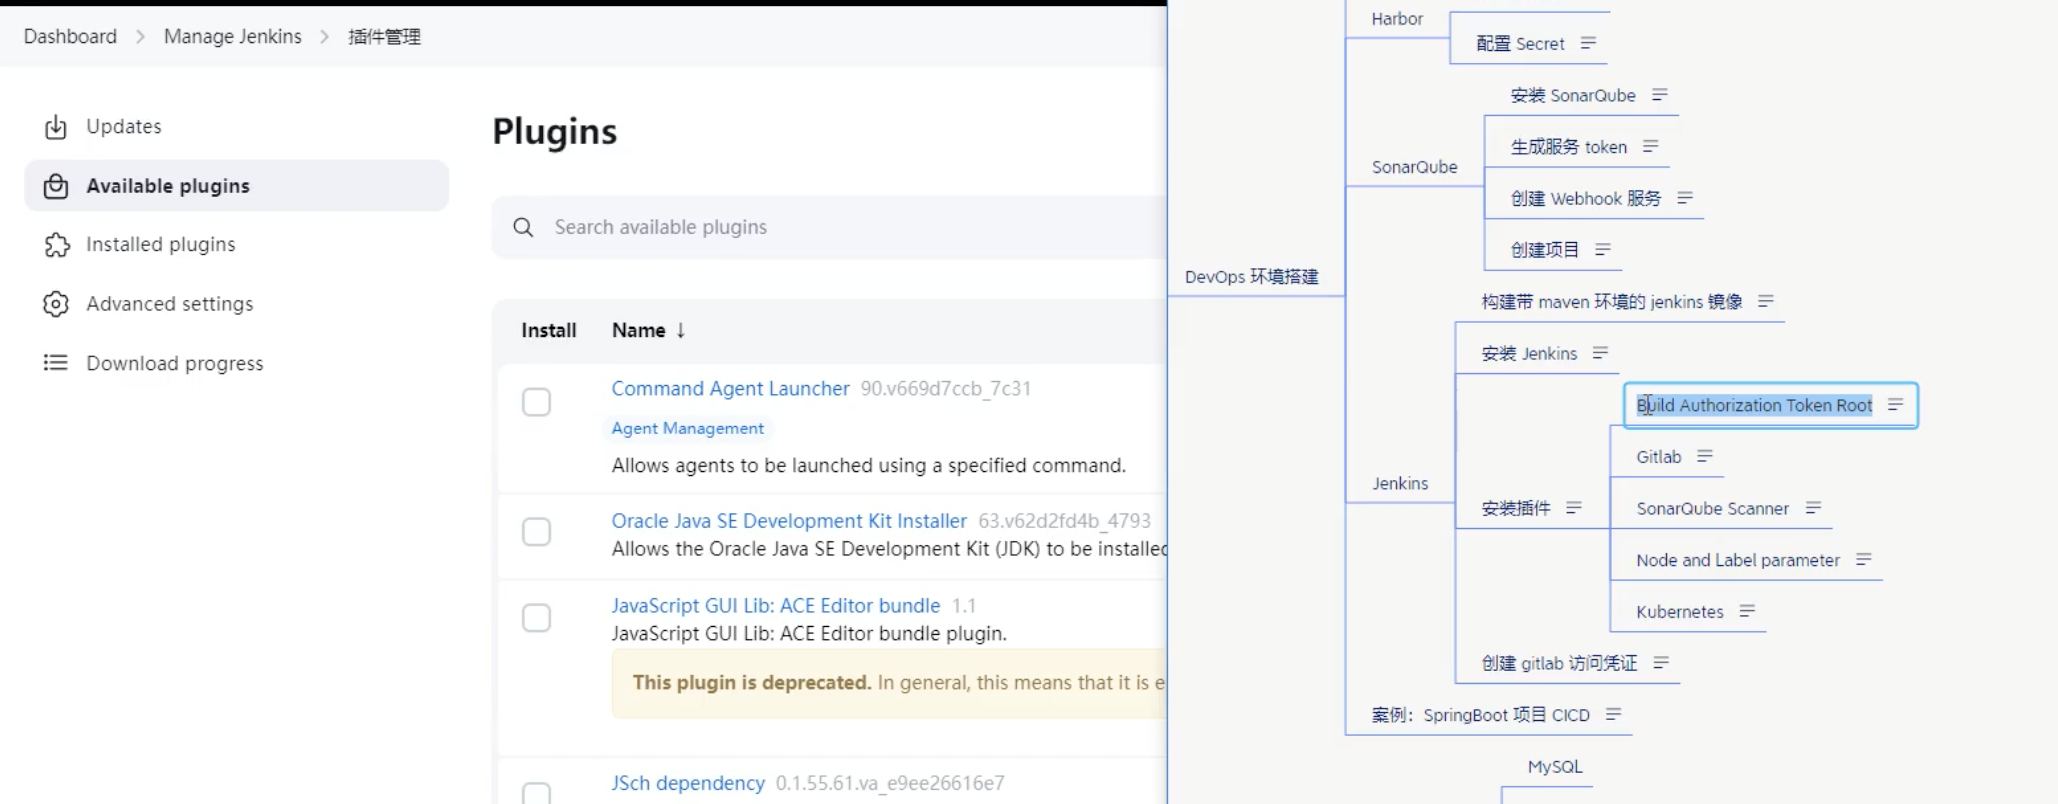 Dashboard > Manage Jenkins > 插件管理
Updates
Available plugins
Installed plugins
Advanced settings
Download progress
Plugins
Search available plugins
Install Name ↓
Command Agent Launcher 90.v669d7ccb_7c31
Agent Management
Allows agents to be launched using a specified command.
Oracle Java SE Development Kit Installer 63.v62d2fd4b_4793
Allows the Oracle Java SE Development Kit (JDK) to be installed
JavaScript GUI Lib: ACE Editor bundle 1.1
JavaScript GUI Lib: ACE Editor bundle plugin.
This plugin is deprecated. In general, this means that it is e
JSch dependency 0.1.55.61.va_e9ee26616e7
DevOps 环境搭建
Harbor
配置 Secret
SonarQube
安装 SonarQube
生成服务 token
创建 Webhook 服务
创建项目
Jenkins
构建带 maven 环境的 jenkins 镜像
安装 Jenkins
安装插件
Build Authorization Token Root
Gitlab
SonarQube Scanner
Node and Label parameter
Kubernetes
创建 gitlab 访问凭证
案例：SpringBoot 项目 CICD
MySQL